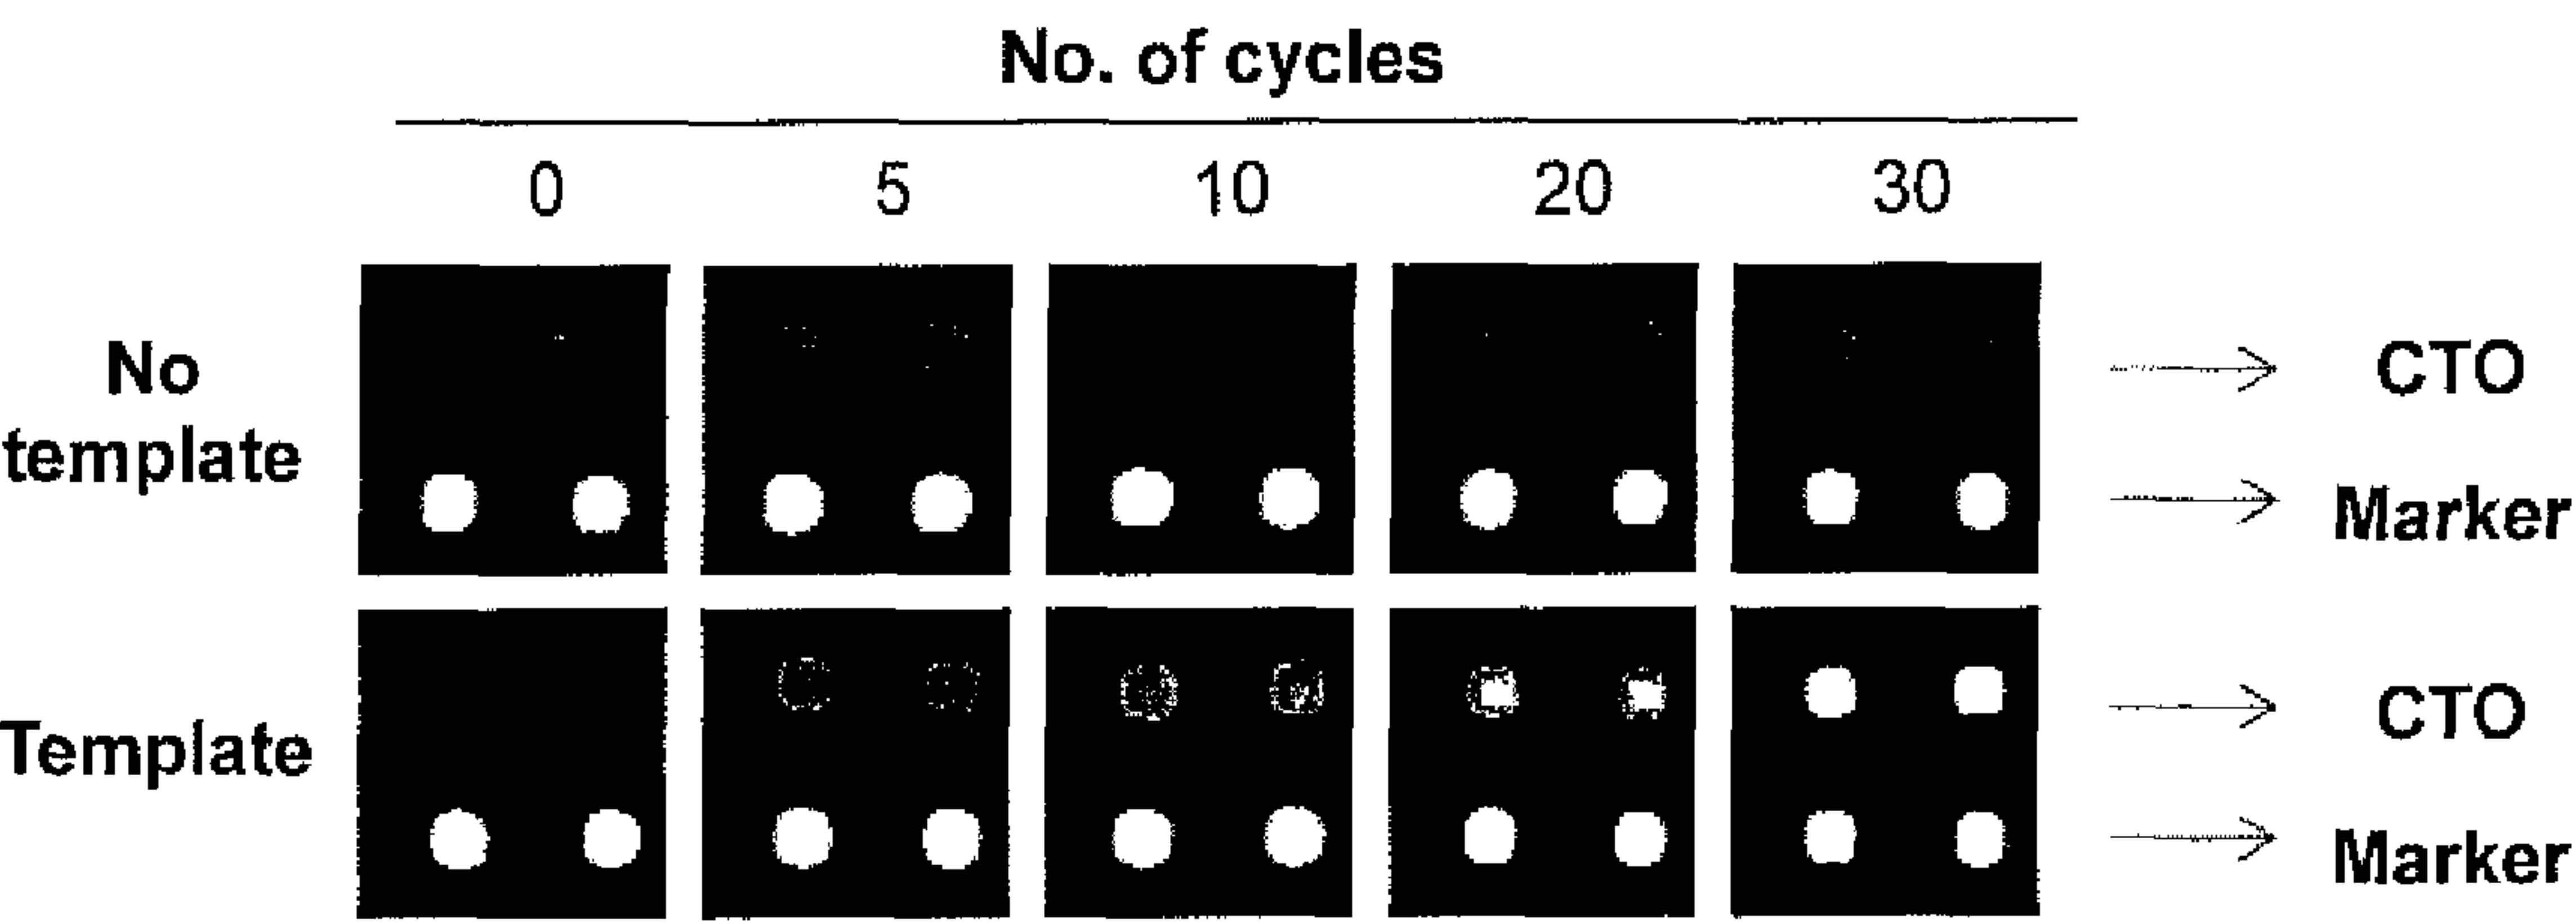 No. of cycles
0 5 10 20 30
No
template
CTO
Marker
Template
CTO
Marker